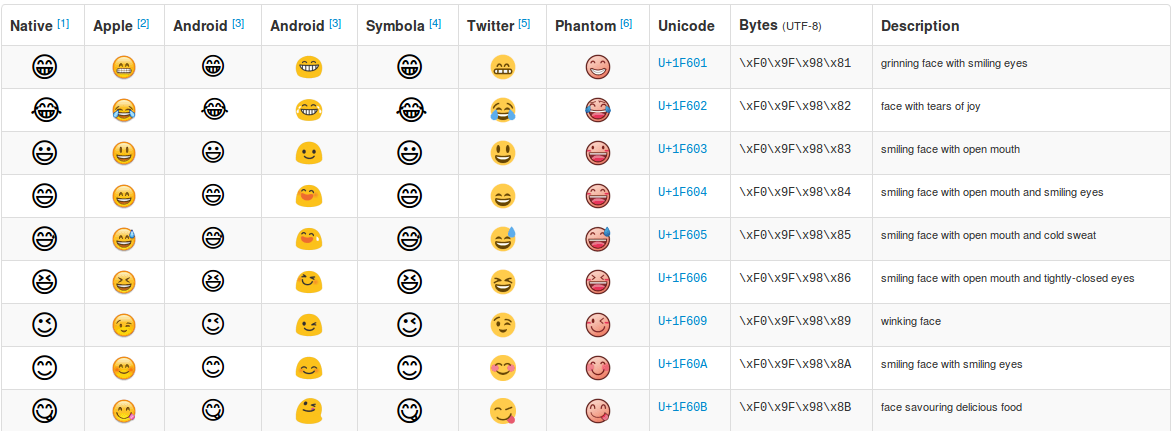 Native [1] Apple [2] Android [3] Android [3] Symbola [4] Twitter [5] Phantom [6] Unicode Bytes (UTF-8) Description
U+1F601 \xF0\x9F\x98\x81 grinning face with smiling eyes
U+1F602 \xF0\x9F\x98\x82 face with tears of joy
U+1F603 \xF0\x9F\x98\x83 smiling face with open mouth
U+1F604 \xF0\x9F\x98\x84 smiling face with open mouth and smiling eyes
U+1F605 \xF0\x9F\x98\x85 smiling face with open mouth and cold sweat
U+1F606 \xF0\x9F\x98\x86 smiling face with open mouth and tightly-closed eyes
U+1F609 \xF0\x9F\x98\x89 winking face
U+1F60A \xF0\x9F\x98\x8A smiling face with smiling eyes
U+1F60B \xF0\x9F\x98\x8B face savouring delicious food